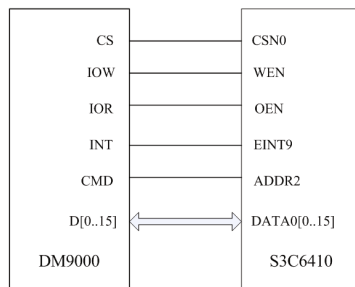 CS CSN0
IOW WEN
IOR OEN
INT EINT9
CMD ADDR2
D[0..15] DATA0[0..15]
DM9000 S3C6410